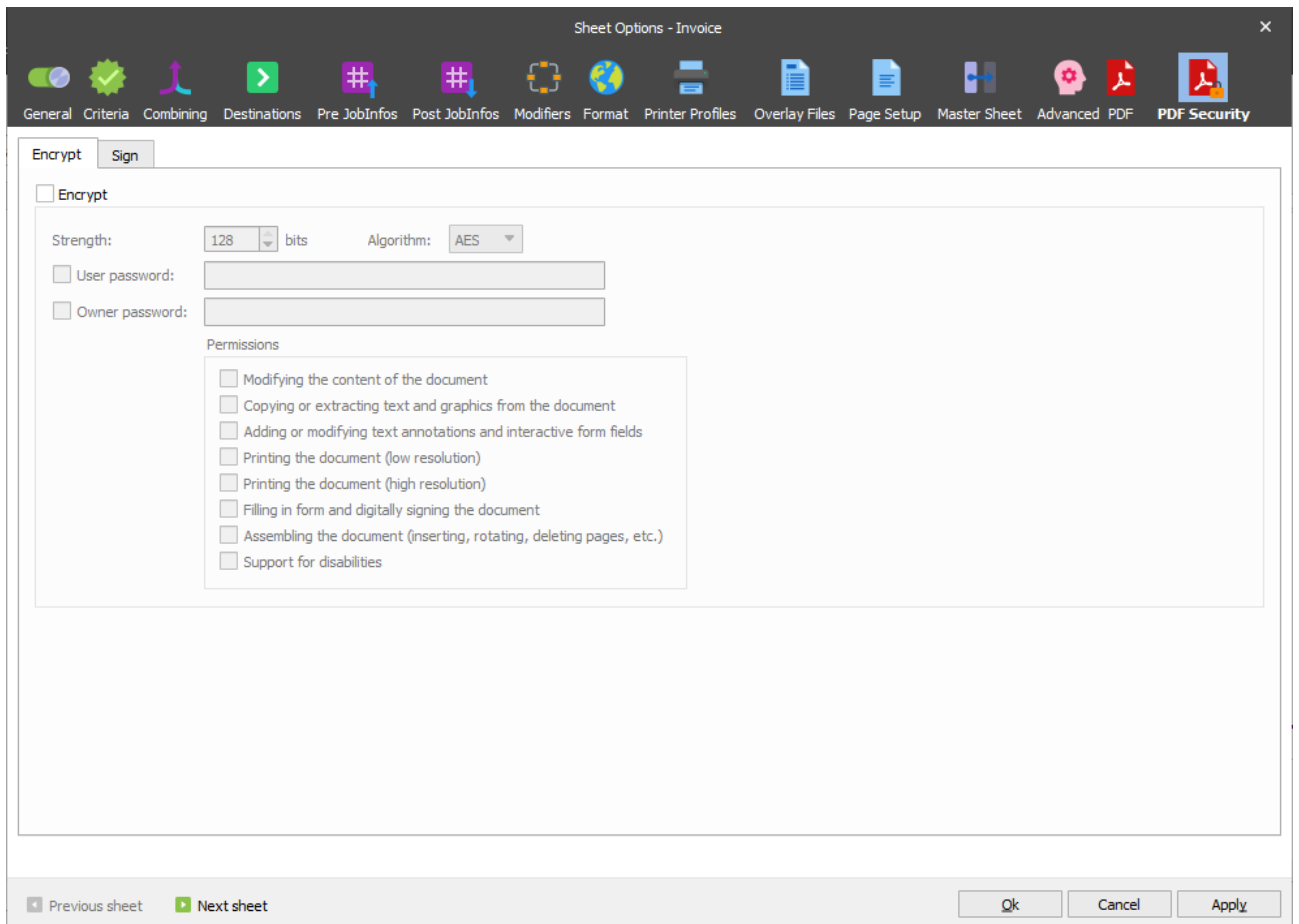 Sheet Options - Invoice
General Criteria Combining Destinations Pre JobInfos Post JobInfos Modifiers Format Printer Profiles Overlay Files Page Setup Master Sheet Advanced PDF PDF Security
Encrypt Sign
Encrypt
Strength: 128 bits Algorithm: AES
User password:
Owner password:
Permissions
Modifying the content of the document
Copying or extracting text and graphics from the document
Adding or modifying text annotations and interactive form fields
Printing the document (low resolution)
Printing the document (high resolution)
Filling in form and digitally signing the document
Assembling the document (inserting, rotating, deleting pages, etc.)
Support for disabilities
Previous sheet Next sheet Ok Cancel Apply